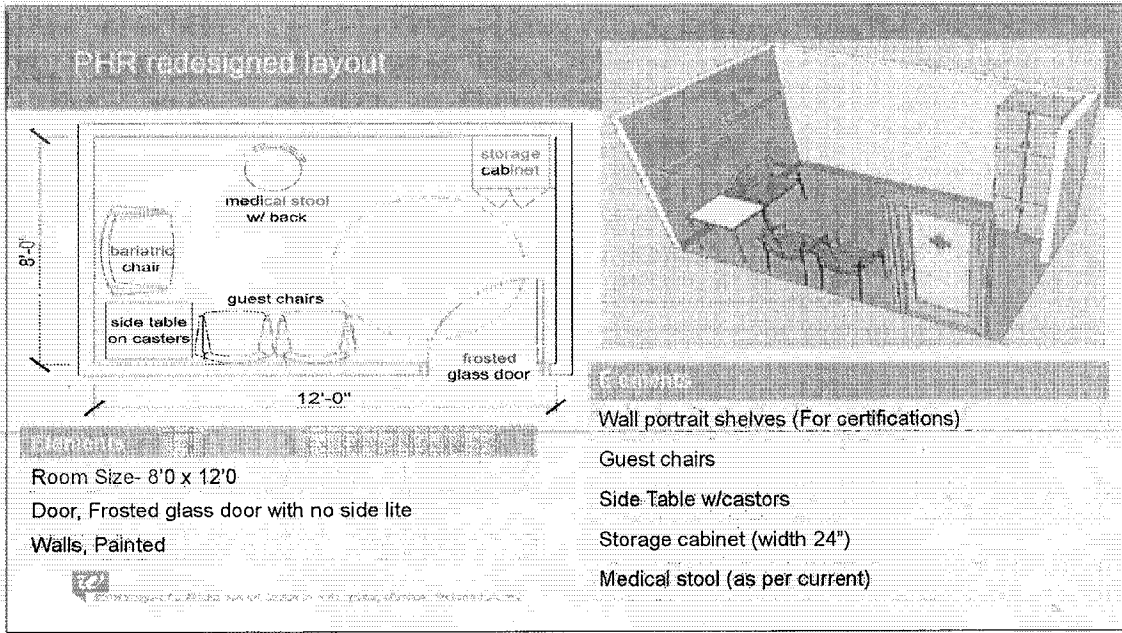 PHR redesigned layout
storage
cabinet
medical stool
w/ back
8'-0"
bariatric
chair
guest chairs
side table
on casters
frosted
glass door
12'-0"
Elements
Room Size- 8'0 x 12'0
Door, Frosted glass door with no side lite
Walls, Painted
Elements
Wall portrait shelves (For certifications)
Guest chairs
Side Table w/castors
Storage cabinet (width 24")
Medical stool (as per current)